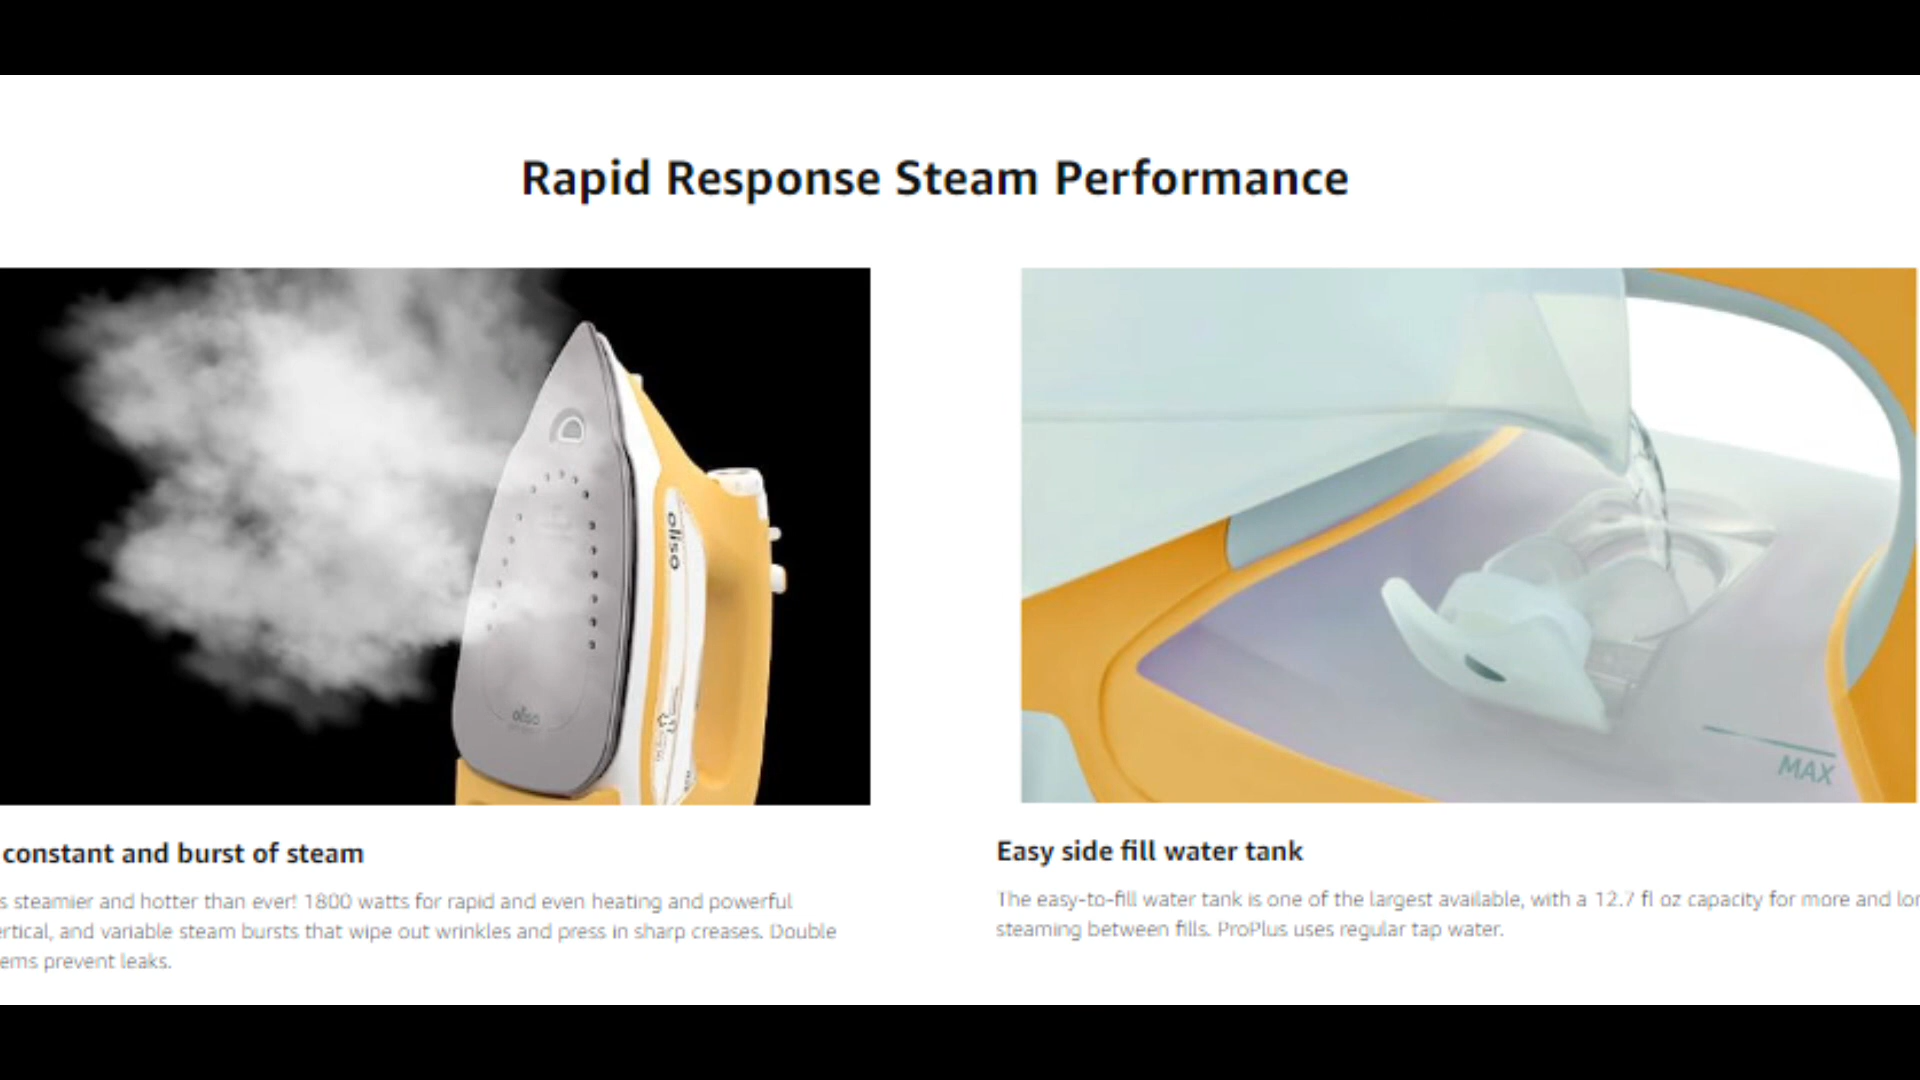 Rapid Response Steam Performance
oliso
oliso
MAX
constant and burst of steam
s steamier and hotter than ever! 1800 watts for rapid and even heating and powerful
ertical, and variable steam bursts that wipe out wrinkles and press in sharp creases. Double
ems prevent leaks.
Easy side fill water tank
The easy-to-fill water tank is one of the largest available, with a 12.7 fl oz capacity for more and lon
steaming between fills. ProPlus uses regular tap water.